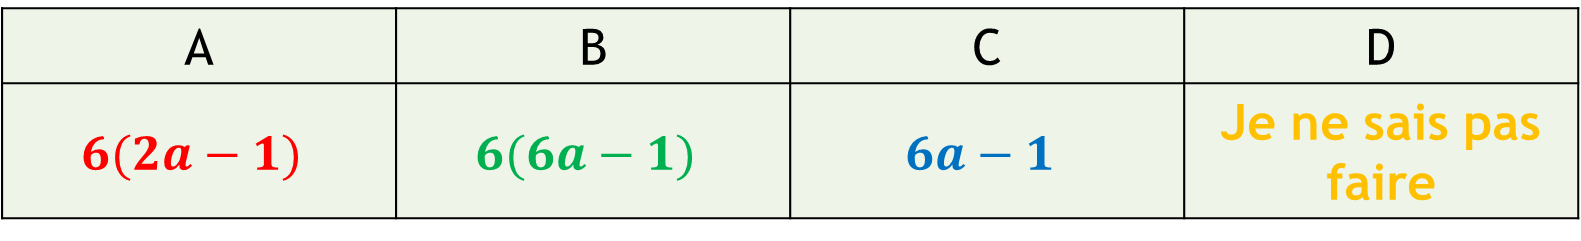 A B C D
6(2a − 1) 6(6a − 1) 6a − 1 Je ne sais pas
faire